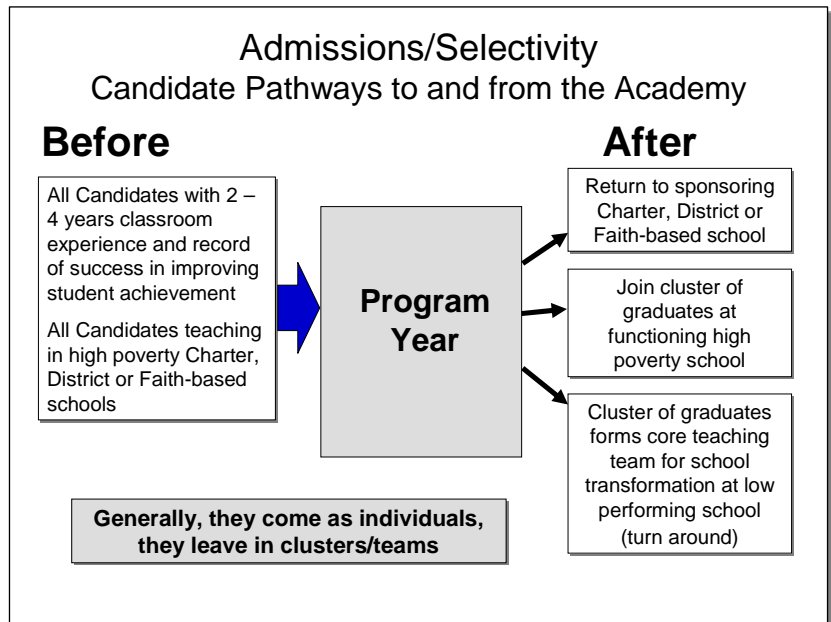 Admissions/Selectivity
Candidate Pathways to and from the Academy
Before
All Candidates with 2 –
4 years classroom
experience and record
of success in improving
student achievement
All Candidates teaching
in high poverty Charter,
District or Faith-based
schools
Program
Year
After
Return to sponsoring
Charter, District or
Faith-based school
Join cluster of
graduates at
functioning high
poverty school
Cluster of graduates
forms core teaching
team for school
transformation at low
performing school
(turn around)
Generally, they come as individuals,
they leave in clusters/teams